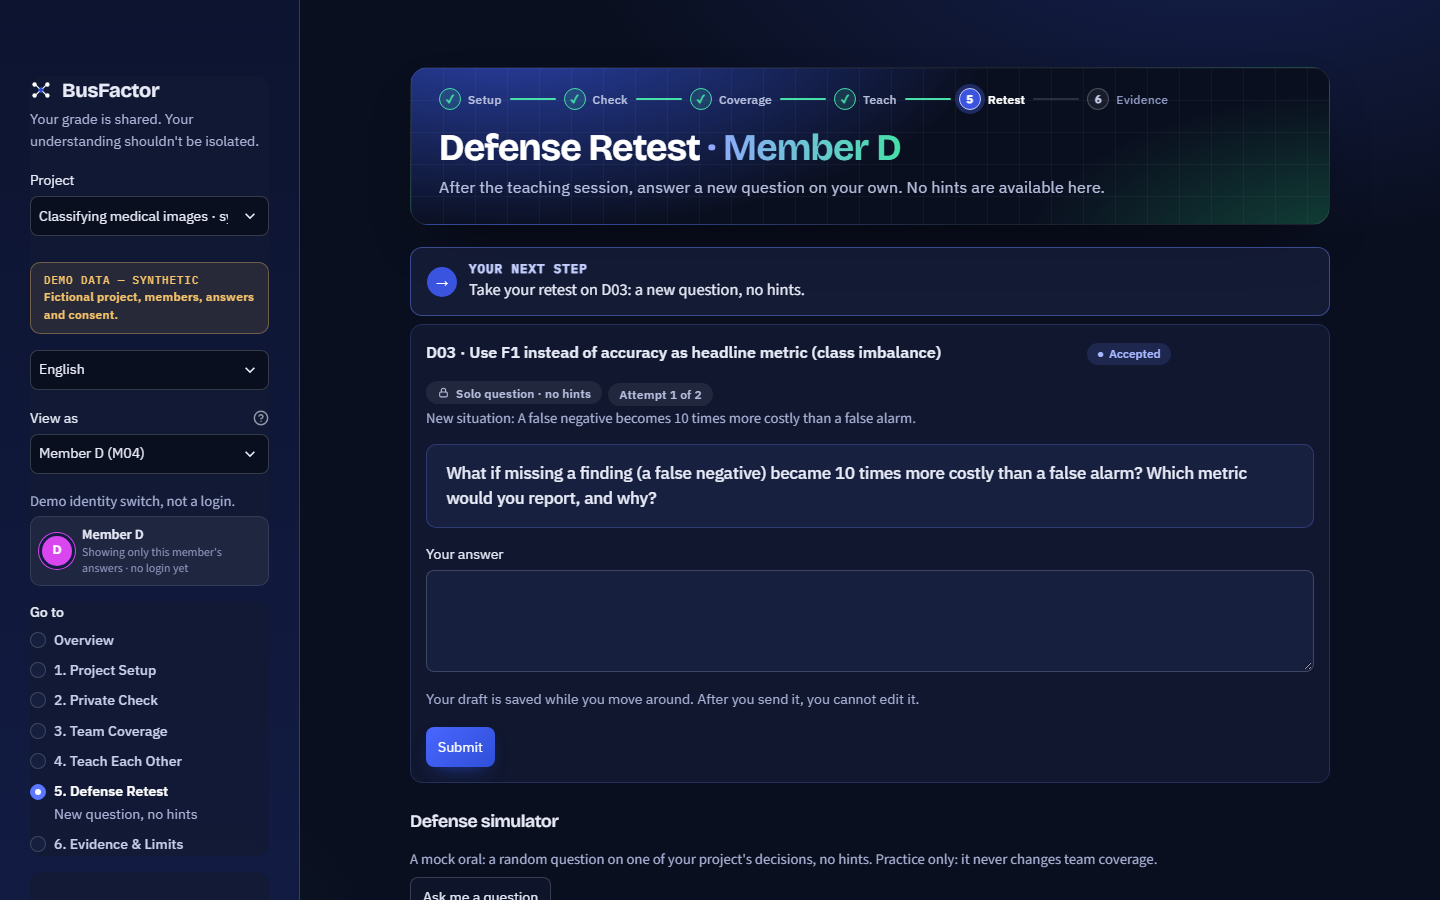 BusFactor
Your grade is shared. Your
understanding shouldn't be isolated.
Project
Classifying medical images · sy
DEMO DATA — SYNTHETIC
Fictional project, members, answers
and consent.
English
View as
Member D (M04)
Demo identity switch, not a login.
D
Member D
Showing only this member's
answers · no login yet
Go to
Overview
1. Project Setup
2. Private Check
3. Team Coverage
4. Teach Each Other
5. Defense Retest
New question, no hints
6. Evidence & Limits
✓ Setup ✓ Check ✓ Coverage ✓ Teach 5 Retest 6 Evidence
Defense Retest · Member D
After the teaching session, answer a new question on your own. No hints are available here.
→ YOUR NEXT STEP
Take your retest on D03: a new question, no hints.
D03 · Use F1 instead of accuracy as headline metric (class imbalance)
Accepted
Solo question · no hints
Attempt 1 of 2
New situation: A false negative becomes 10 times more costly than a false alarm.
What if missing a finding (a false negative) became 10 times more costly than a false alarm? Which metric
would you report, and why?
Your answer
Your draft is saved while you move around. After you send it, you cannot edit it.
Submit
Defense simulator
A mock oral: a random question on one of your project's decisions, no hints. Practice only: it never changes team coverage.
Ask me a question